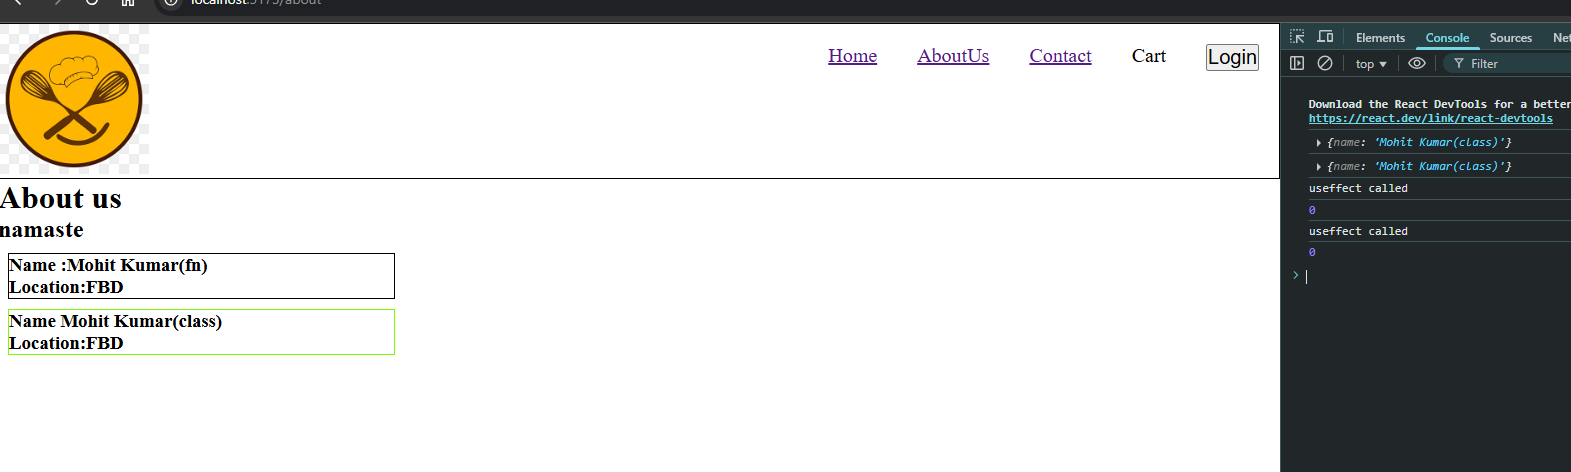 localhost:5173/about
Home AboutUs Contact Cart Login
About us
namaste
Name :Mohit Kumar(fn)
Location:FBD
Name Mohit Kumar(class)
Location:FBD
Elements Console Sources Net
top Filter
Download the React DevTools for a better
https://react.dev/link/react-devtools
{name: 'Mohit Kumar(class)'}
{name: 'Mohit Kumar(class)'}
useffect called
0
useffect called
0